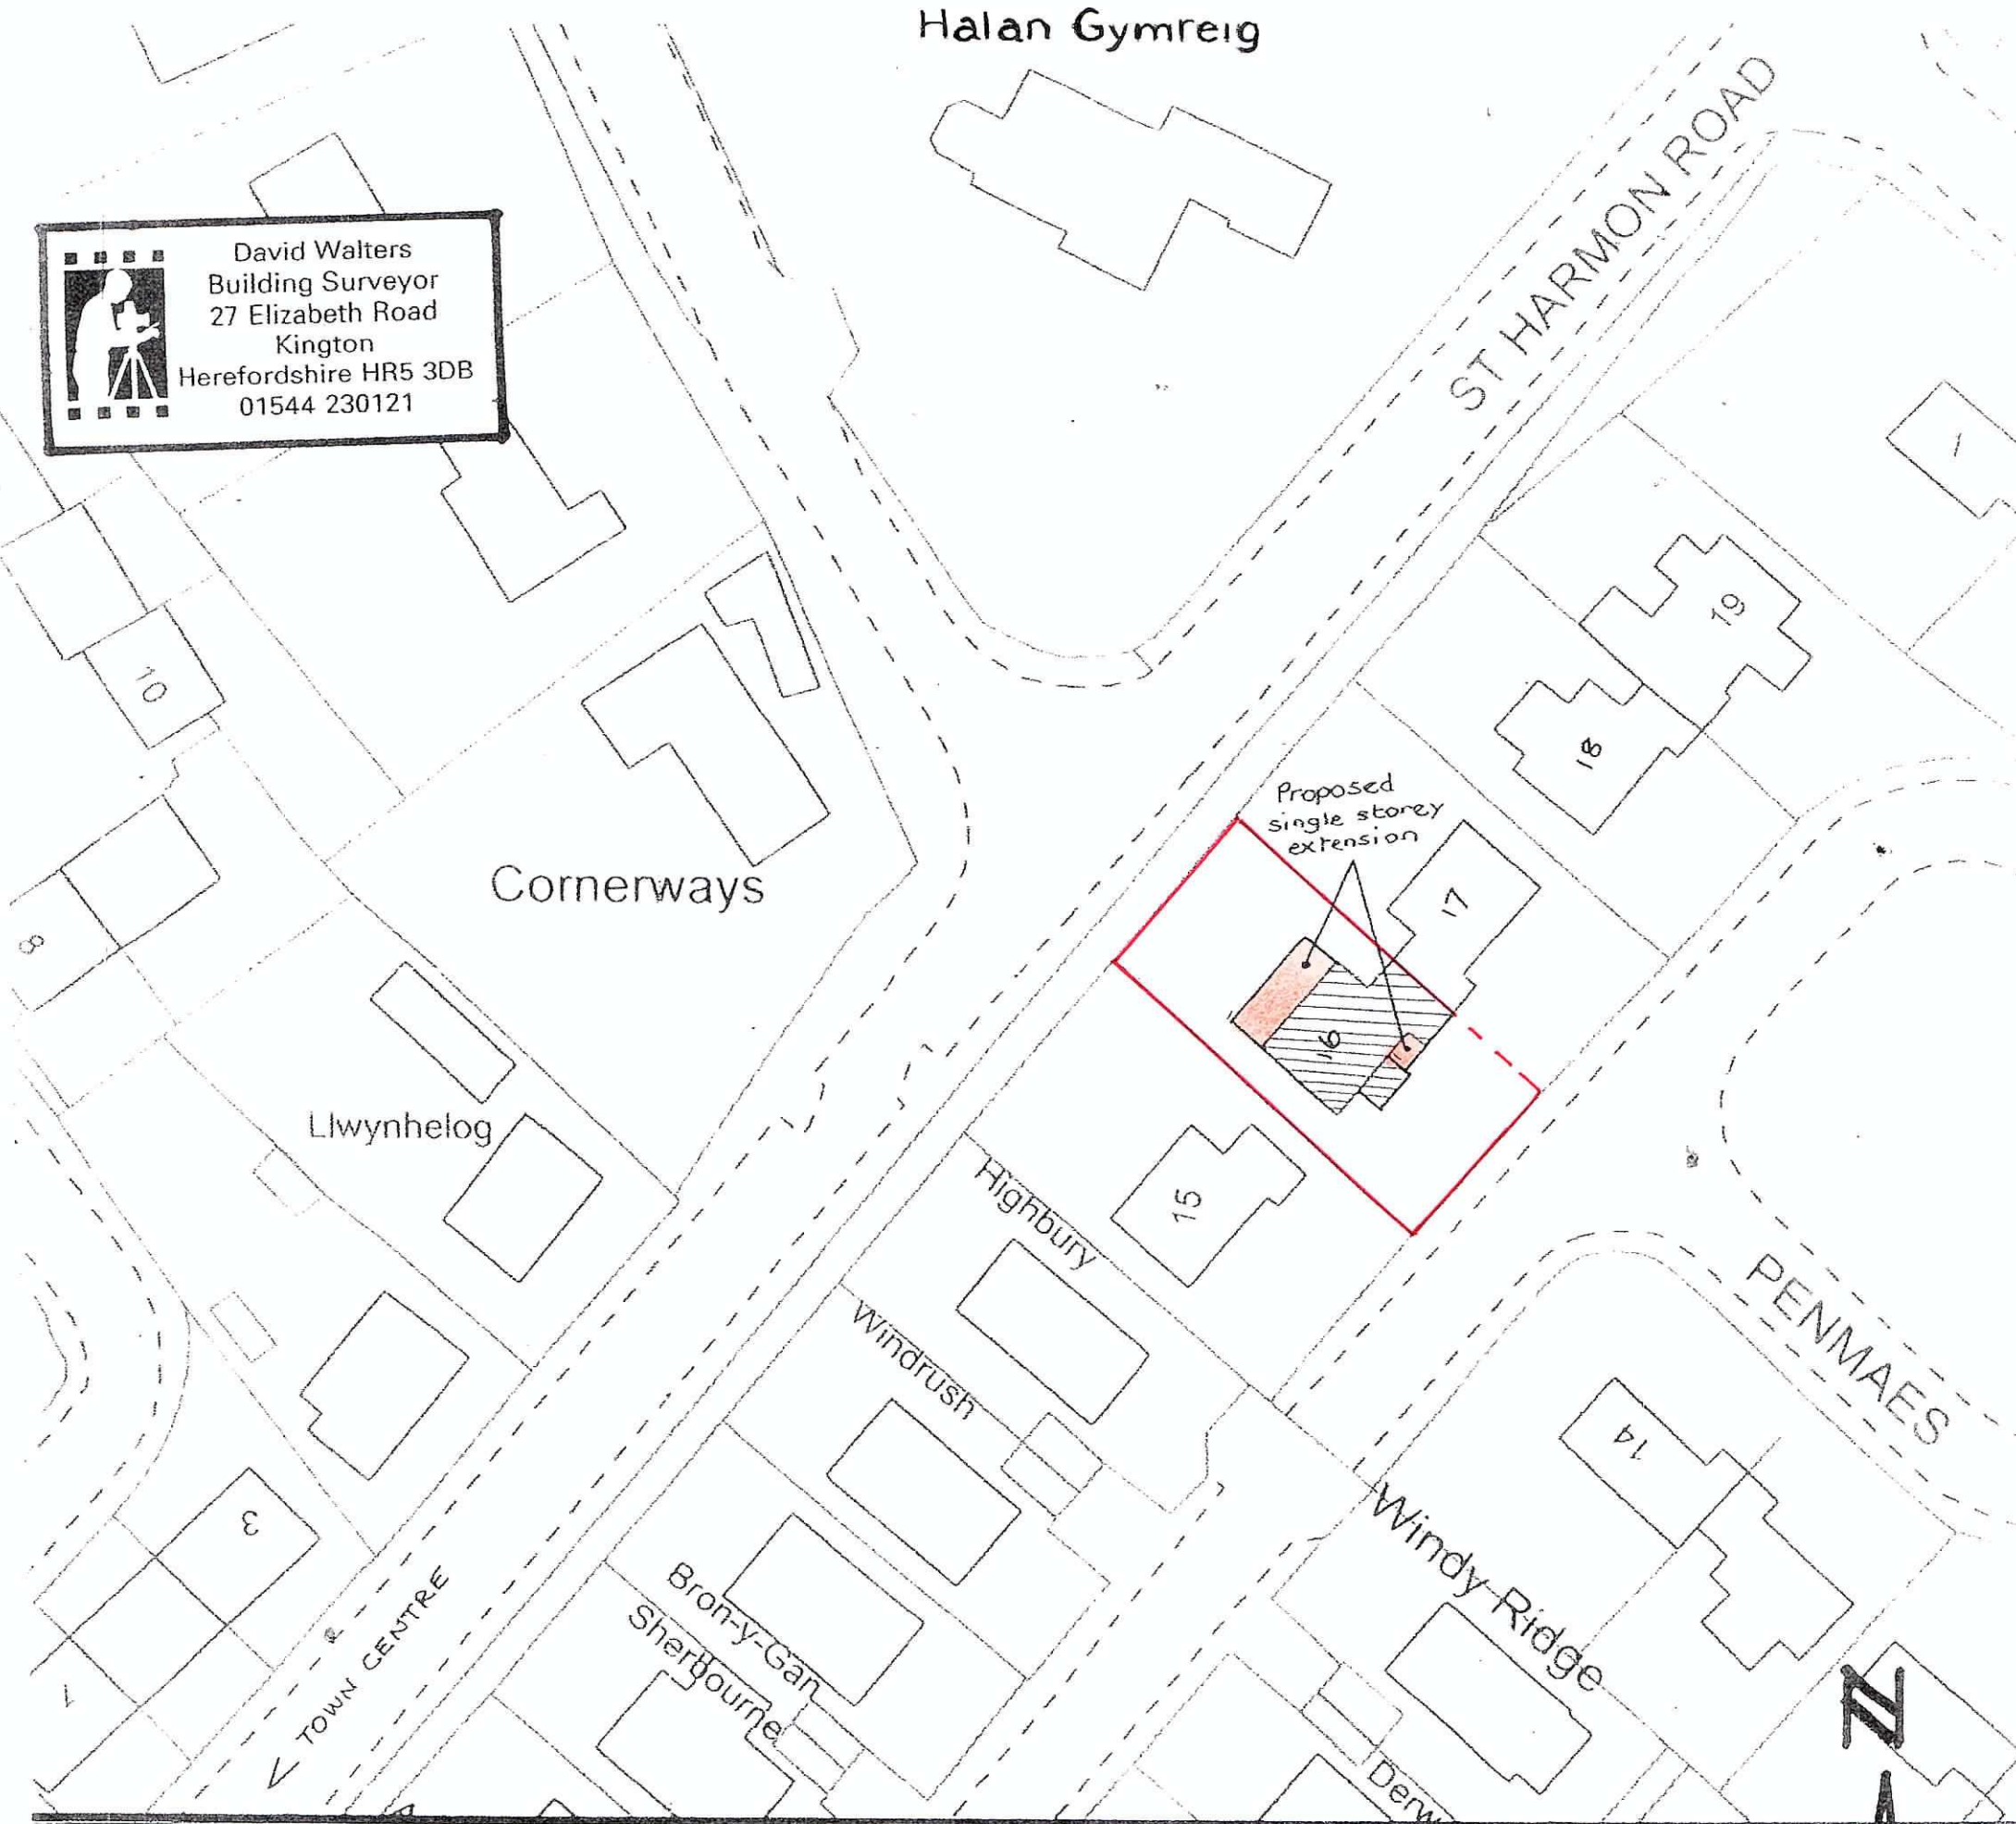 Halan Gymreig
ST HARMON ROAD
David Walters
Building Surveyor
27 Elizabeth Road
Kington
Herefordshire HR5 3DB
01544 230121
1
19
10
18
Proposed
single storey
extension
Cornerways
17
8
16
Llwynhelog
15
Highbury
PENMAES
Windrush
14
3
Windy Ridge
Bron-y-Gan
Sherbourne
TOWN CENTRE
1
N